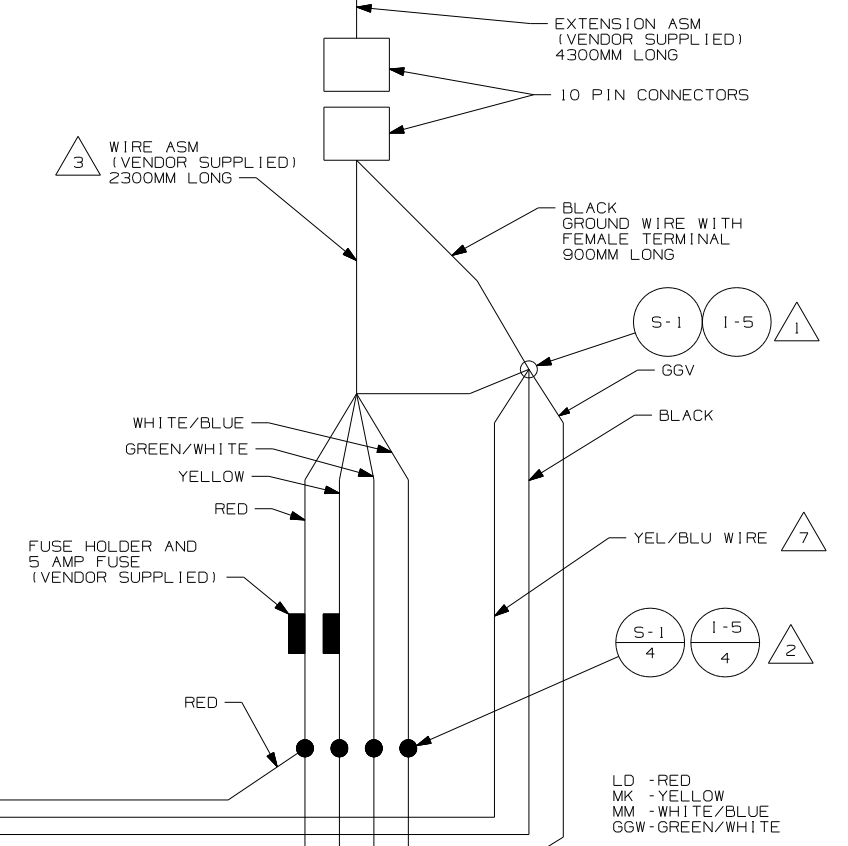 EXTENSION ASM
(VENDOR SUPPLIED)
4300MM LONG
10 PIN CONNECTORS
3
WIRE ASM
(VENDOR SUPPLIED)
2300MM LONG
BLACK
GROUND WIRE WITH
FEMALE TERMINAL
900MM LONG
S-1
I-5
1
GGV
BLACK
WHITE/BLUE
GREEN/WHITE
YELLOW
RED
YEL/BLU WIRE
7
FUSE HOLDER AND
5 AMP FUSE
(VENDOR SUPPLIED)
S-1
4
I-5
4
2
RED
LD -RED
MK -YELLOW
MM -WHITE/BLUE
GGW-GREEN/WHITE